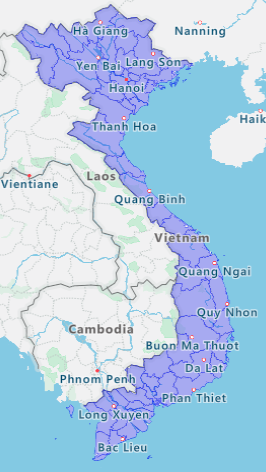 Hà Giang
Nanning
Yen Bai
Lang Son
Hanoi
Thanh Hoa
Haik
Laos
Vientiane
Quang Binh
Vietnam
Quang Ngai
Quy Nhon
Cambodia
Buon Ma Thuot
Da Lat
Phnom Penh
Phan Thiet
Long Xuyen
Bac Lieu